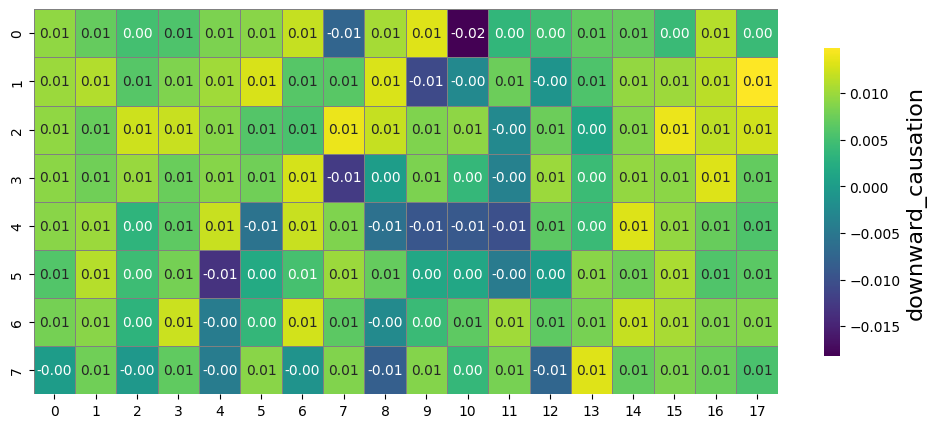 0 0.01 0.01 0.00 0.00 0.01 0.01 0.01 -0.01 0.01 0.01 -0.02 0.00 0.00 0.01 0.01 0.00 0.01 0.00
1 0.01 0.01 0.01 0.01 0.01 0.01 0.01 0.01 0.01 -0.01 -0.00 0.01 -0.00 0.01 0.01 0.01 0.01 0.01
2 0.01 0.01 0.01 0.01 0.01 0.01 0.01 0.01 0.01 0.01 0.01 -0.00 0.01 0.00 0.01 0.01 0.01 0.01
3 0.01 0.01 0.01 0.01 0.01 0.01 0.01 -0.01 0.00 0.01 0.00 -0.00 0.01 0.00 0.01 0.01 0.01 0.01
4 0.01 0.01 0.00 0.01 0.01 -0.01 0.01 0.01 -0.01 -0.01 -0.01 -0.01 0.01 0.00 0.01 0.01 0.01 0.01
5 0.01 0.01 0.00 0.01 -0.01 0.00 0.01 0.01 0.01 0.00 0.00 -0.00 0.00 0.01 0.01 0.01 0.01 0.01
6 0.01 0.01 0.00 0.01 -0.00 0.00 0.01 0.01 -0.00 0.00 0.01 0.01 0.01 0.01 0.01 0.01 0.01 0.01
7 -0.00 0.01 -0.00 0.01 -0.00 0.01 -0.00 0.01 -0.01 0.01 0.00 0.01 -0.01 0.01 0.01 0.01 0.01 0.01
0 1 2 3 4 5 6 7 8 9 10 11 12 13 14 15 16 17
0.010
0.005
0.000
−0.005
−0.010
−0.015
downward_causation